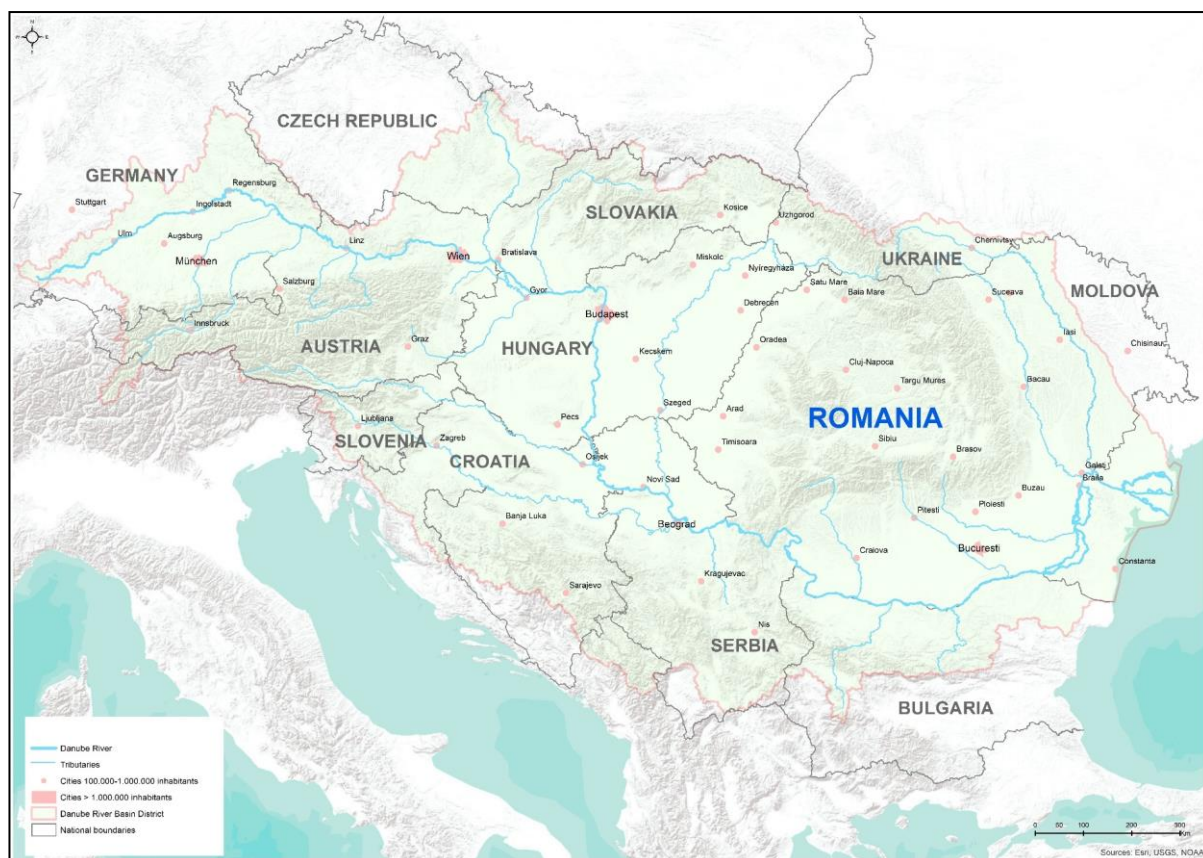 N
CZECH REPUBLIC
GERMANY
Regensburg
Stuttgart
Ingolstadt
SLOVAKIA
Kosice
Uzhgorod
Ulm
Augsburg
Linz
Chernivtsy
München
Wien
Bratislava
Miskolc
UKRAINE
Nyíregyháza
Salzburg
Gyor
Satu Mare
Baia Mare
Suceava
MOLDOVA
Budapest
Debrecen
Innsbruck
AUSTRIA
Graz
HUNGARY
Oradea
Iasi
Chisinau
Kecskem
Cluj-Napoca
Targu Mures
Bacau
Szeged
Arad
ROMANIA
Pecs
Ljubljana
SLOVENIA
Zagreb
CROATIA
Timisoara
Sibiu
Brasov
Osijek
Galati
Braila
Novi Sad
Buzau
Ploiesti
Banja Luka
Beograd
Pitesti
Bucuresti
Craiova
Constanta
Kragujevac
Sarajevo
Nis
SERBIA
BULGARIA
Danube River
Tributaries
Cities 100.000-1.000.000 inhabitants
Cities > 1.000.000 inhabitants
Danube River Basin District
National boundaries
0 50 100 200 300
Km
Sources: Esri, USGS, NOAA